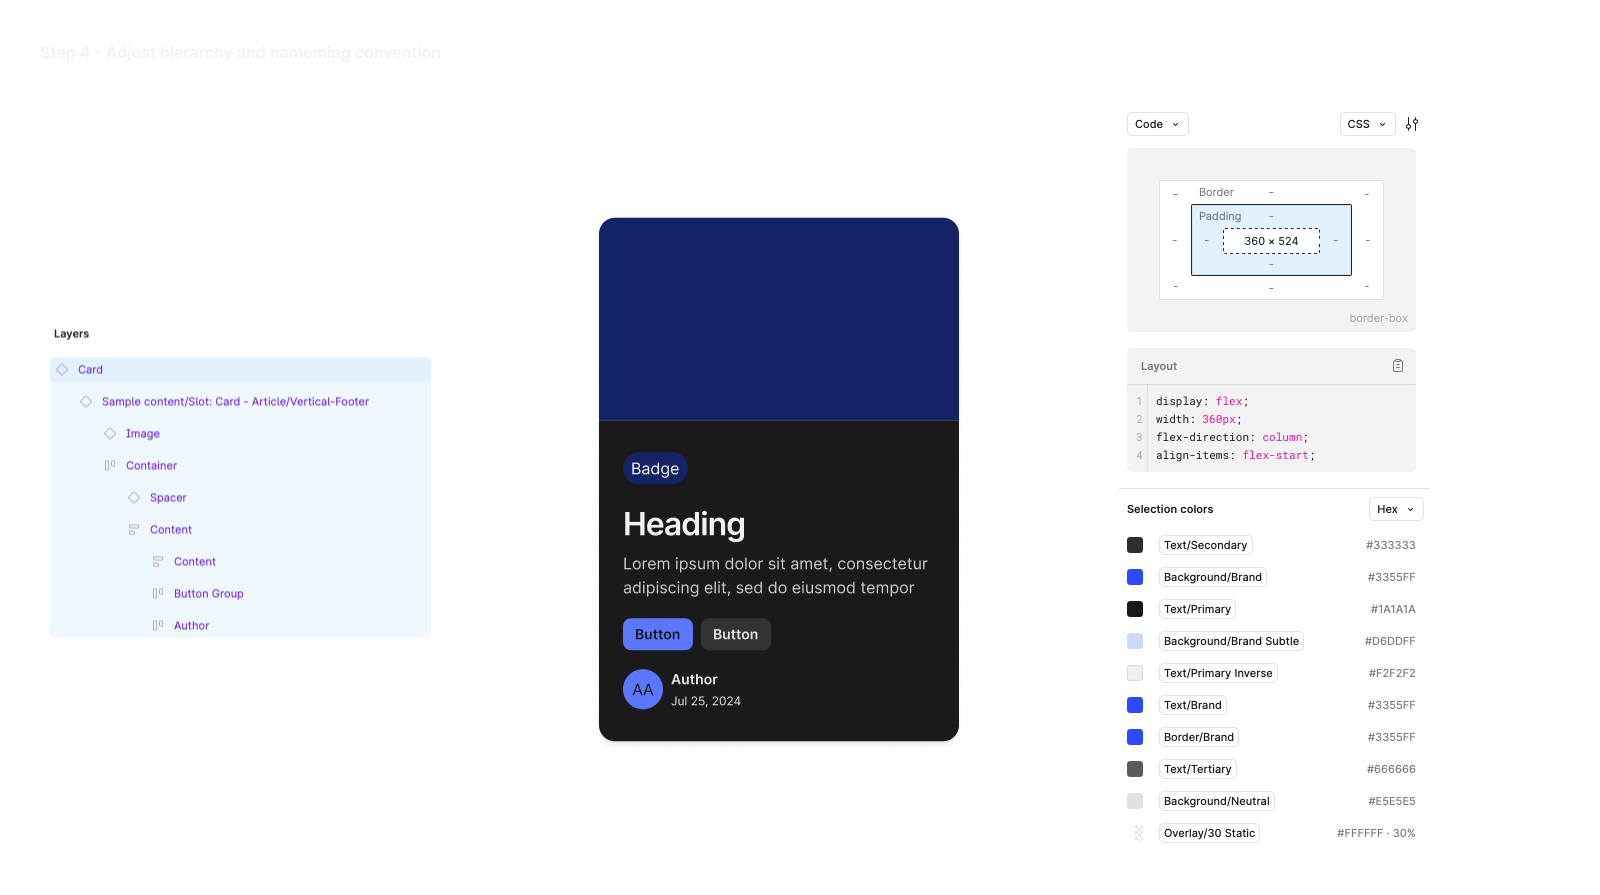 Step 4 - Adjust hierarchy and nameming convention
Layers
Card
Sample content/Slot: Card - Article/Vertical-Footer
Image
Container
Spacer
Content
Content
Button Group
Author
Badge
Heading
Lorem ipsum dolor sit amet, consectetur
adipiscing elit, sed do eiusmod tempor
Button Button
AA
Author
Jul 25, 2024
Code CSS
- Border - -
Padding -
- - 360 × 524 - -
-
- - -
border-box
Layout
1 display: flex;
2 width: 360px;
3 flex-direction: column;
4 align-items: flex-start;
Selection colors Hex
Text/Secondary #333333
Background/Brand #3355FF
Text/Primary #1A1A1A
Background/Brand Subtle #D6DDFF
Text/Primary Inverse #F2F2F2
Text/Brand #3355FF
Border/Brand #3355FF
Text/Tertiary #666666
Background/Neutral #E5E5E5
Overlay/30 Static #FFFFFF · 30%